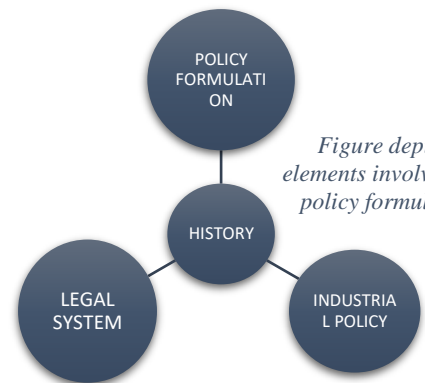 POLICY
FORMULATI
ON
Figure dep
elements involv
policy formul
HISTORY
LEGAL
SYSTEM
INDUSTRIA
L POLICY